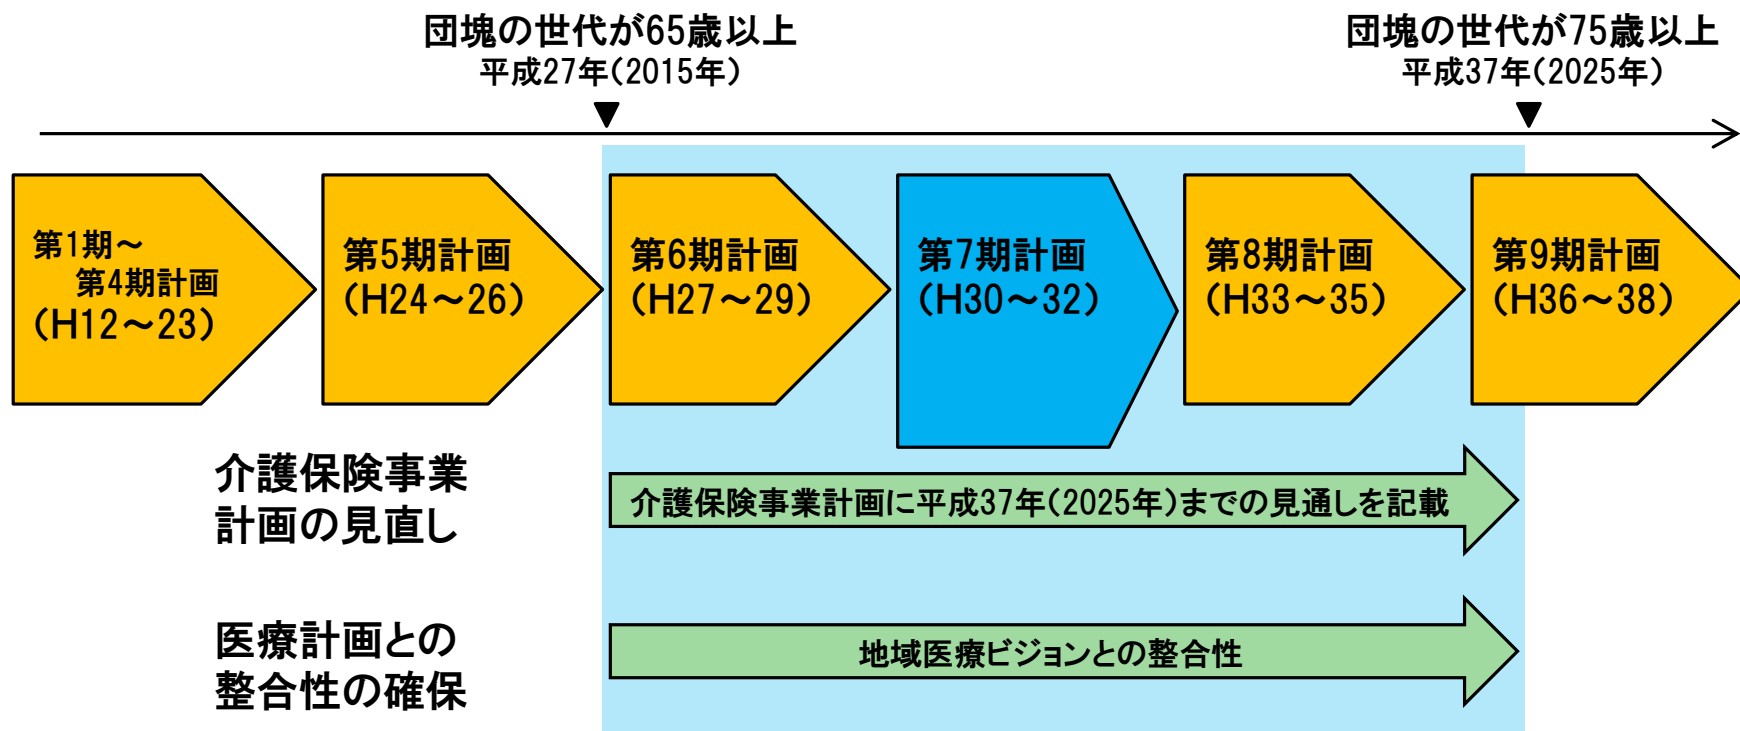 団塊の世代が65歳以上
平成27年（2015年）
団塊の世代が75歳以上
平成37年（2025年）
第1期～
第4期計画
（H12～23）
第5期計画
（H24～26）
第6期計画
（H27～29）
第7期計画
（H30～32）
第8期計画
（H33～35）
第9期計画
（H36～38）
介護保険事業
計画の見直し
介護保険事業計画に平成37年（2025年）までの見通しを記載
医療計画との
整合性の確保
地域医療ビジョンとの整合性